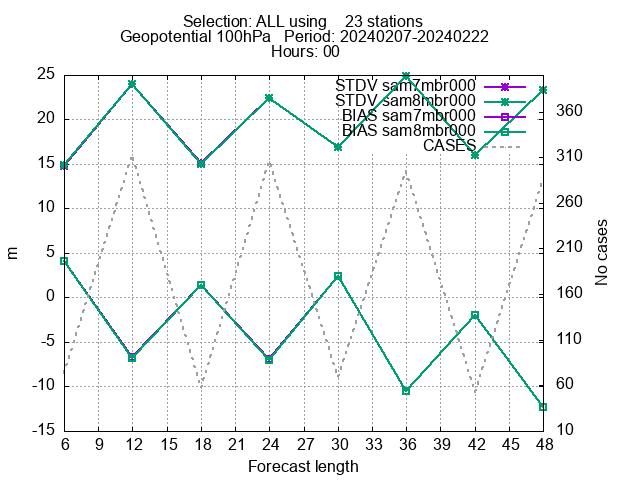 Selection: ALL using 23 stations
Geopotential 100hPa Period: 20240207-20240222
Hours: 00
STDV sam7mbr000
STDV sam8mbr000
BIAS sam7mbr000
BIAS sam8mbr000
CASES
25
20
15
10
5
0
-5
-10
-15
m
360
310
260
210
160
110
60
10
No cases
6 9 12 15 18 21 24 27 30 33 36 39 42 45 48
Forecast length